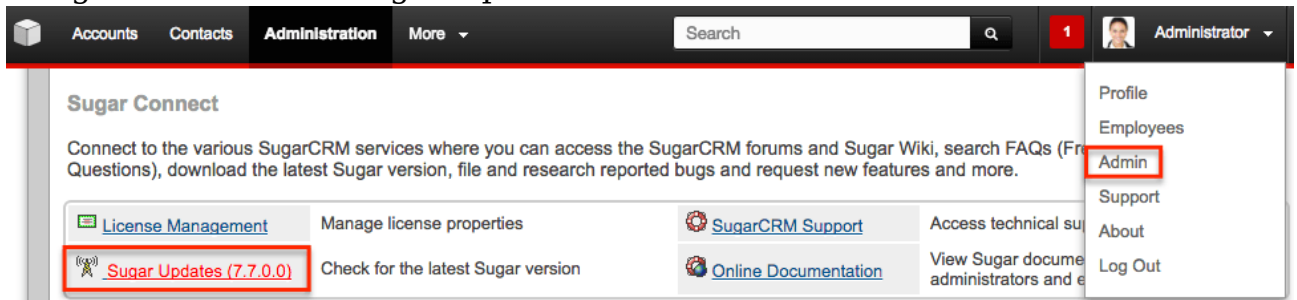 Accounts Contacts Administration More Search 1 Administrator
Sugar Connect
Connect to the various SugarCRM services where you can access the SugarCRM forums and Sugar Wiki, search FAQs (Fre
Questions), download the latest Sugar version, file and research reported bugs and request new features and more.
License Management Manage license properties SugarCRM Support Access technical su
Sugar Updates (7.7.0.0) Check for the latest Sugar version Online Documentation View Sugar docume
administrators and e
Profile
Employees
Admin
Support
About
Log Out